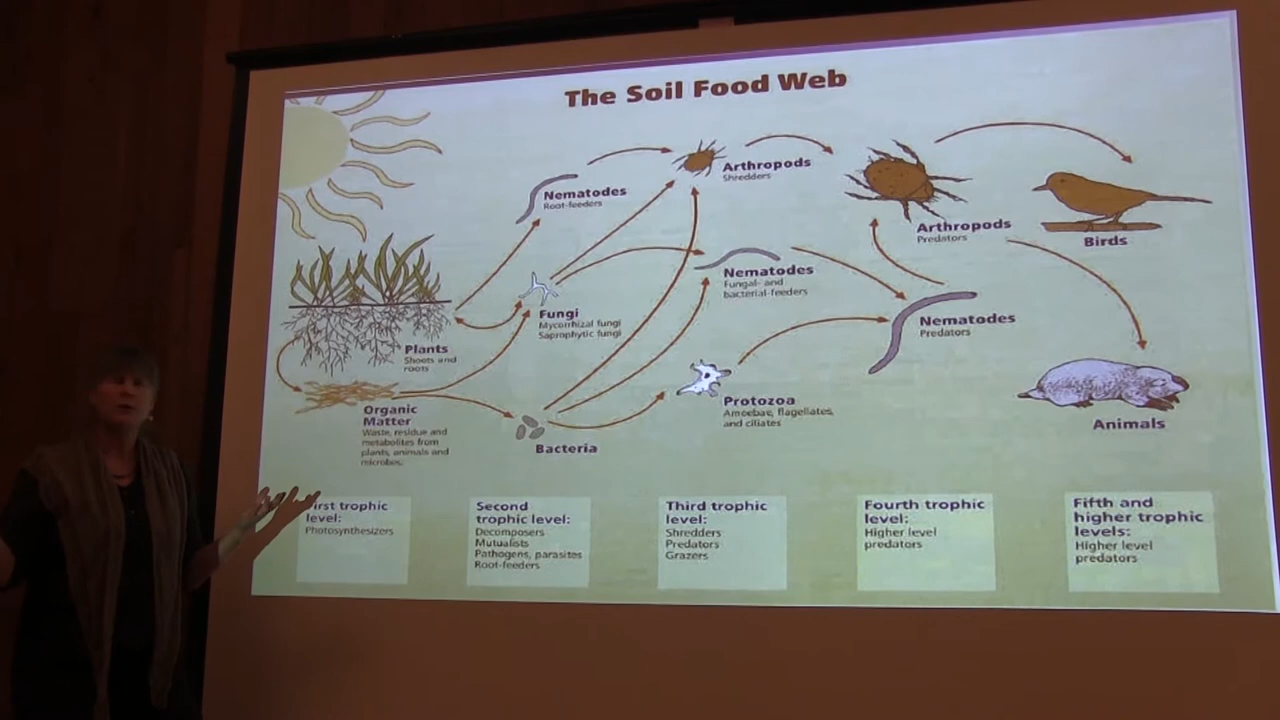 The Soil Food Web
Arthropods
Shredders
Nematodes
Root-feeders
Arthropods
Predators
Birds
Nematodes
Fungal- and
bacterial-feeders
Fungi
Mycorrhizal fungi
Saprophytic fungi
Nematodes
Predators
Plants
Shoots and
roots
Protozoa
Amoebae, flagellates,
and ciliates
Organic
Matter
Waste, residue and
metabolites from
plants, animals and
microbes.
Bacteria
Animals
First trophic
level:
Photosynthesizers
Second
trophic level:
Decomposers
Mutualists
Pathogens, parasites
Root-feeders
Third trophic
level:
Shredders
Predators
Grazers
Fourth trophic
level:
Higher level
predators
Fifth and
higher trophic
levels:
Higher level
predators